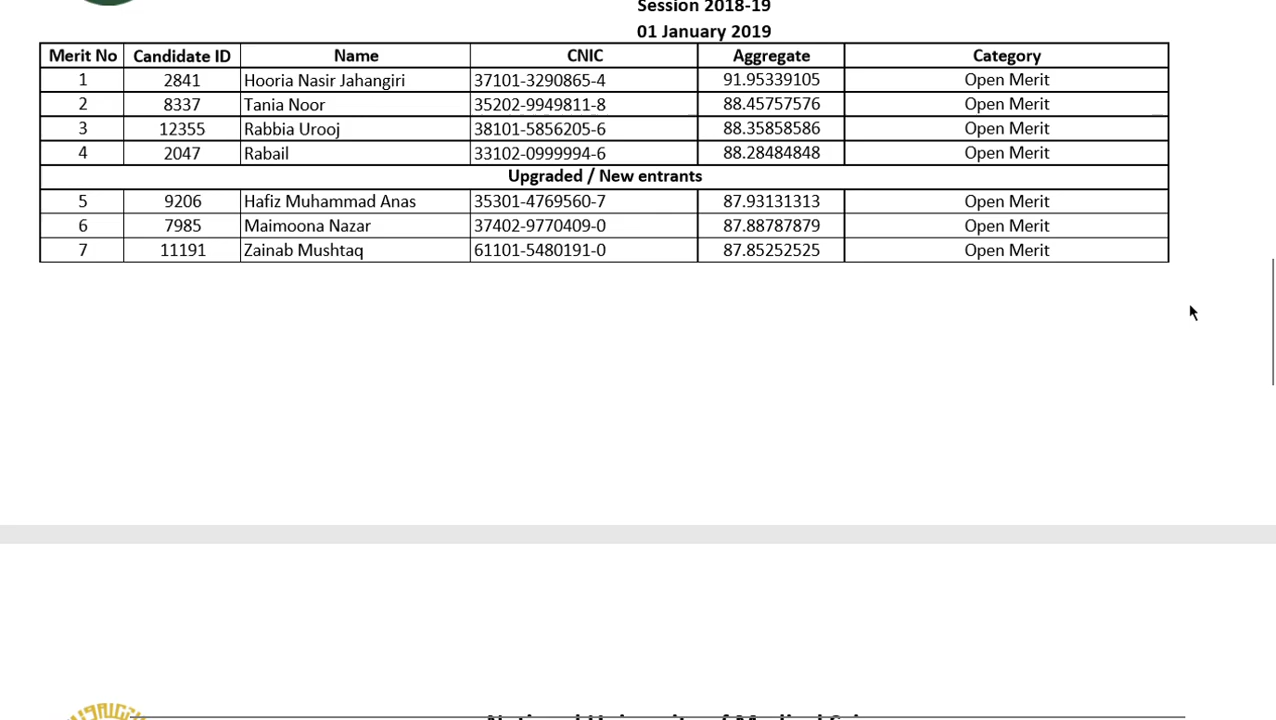 Session 2018-19
01 January 2019
Merit No Candidate ID Name CNIC Aggregate Category
1 2841 Hooria Nasir Jahangiri 37101-3290865-4 91.95339105 Open Merit
2 8337 Tania Noor 35202-9949811-8 88.45757576 Open Merit
3 12355 Rabbia Urooj 38101-5856205-6 88.35858586 Open Merit
4 2047 Rabail 33102-0999994-6 88.28484848 Open Merit
Upgraded / New entrants
5 9206 Hafiz Muhammad Anas 35301-4769560-7 87.93131313 Open Merit
6 7985 Maimoona Nazar 37402-9770409-0 87.88787879 Open Merit
7 11191 Zainab Mushtaq 61101-5480191-0 87.85252525 Open Merit